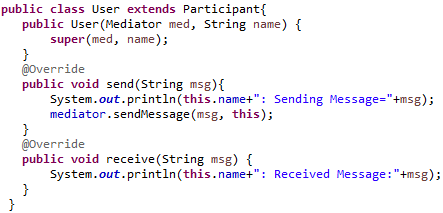 public class User extends Participant{
public User(Mediator med, String name) {
super(med, name);
}
@Override
public void send(String msg){
System.out.println(this.name+": Sending Message="+msg);
mediator.sendMessage(msg, this);
}
@Override
public void receive(String msg) {
System.out.println(this.name+": Received Message:"+msg);
}
}